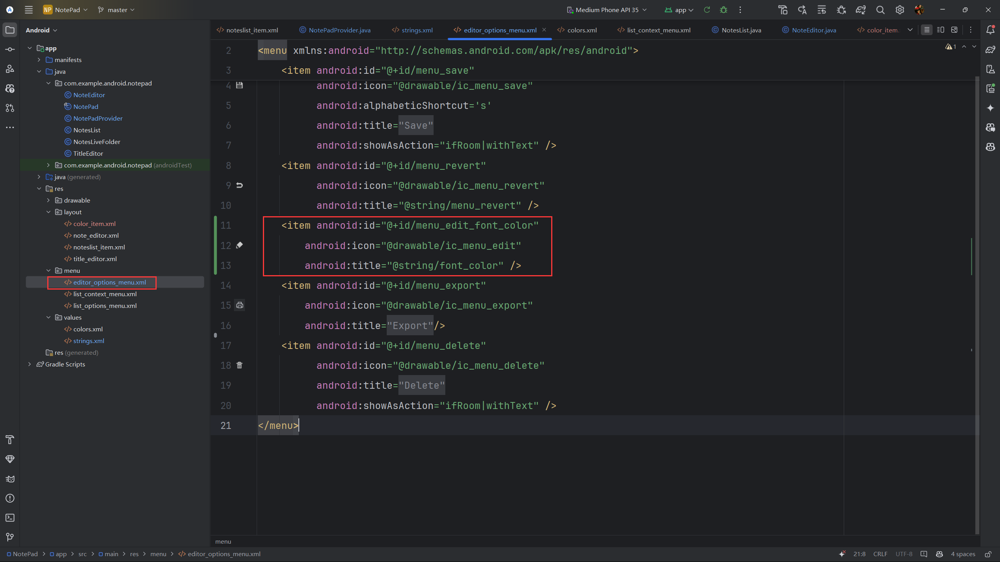 NP NotePad master Medium Phone API 35 app
Android
noteslist_item.xml NotePadProvider.java strings.xml editor_options_menu.xml colors.xml list_context_menu.xml NotesList.java NoteEditor.java color_item.
app
manifests
java
com.example.android.notepad
NoteEditor
NotePad
NotePadProvider
NotesList
NotesLiveFolder
TitleEditor
com.example.android.notepad (androidTest)
java (generated)
res
drawable
layout
color_item.xml
note_editor.xml
noteslist_item.xml
title_editor.xml
menu
editor_options_menu.xml
list_context_menu.xml
list_options_menu.xml
values
colors.xml
strings.xml
res (generated)
Gradle Scripts
1
2 <menu xmlns:android="http://schemas.android.com/apk/res/android">
3 <item android:id="@+id/menu_save"
4 android:icon="@drawable/ic_menu_save"
5 android:alphabeticShortcut='s'
6 android:title="Save"
7 android:showAsAction="ifRoom|withText" />
8 <item android:id="@+id/menu_revert"
9 android:icon="@drawable/ic_menu_revert"
10 android:title="@string/menu_revert" />
11 <item android:id="@+id/menu_edit_font_color"
12 android:icon="@drawable/ic_menu_edit"
13 android:title="@string/font_color" />
14 <item android:id="@+id/menu_export"
15 android:icon="@drawable/ic_menu_export"
16 android:title="Export"/>
17 <item android:id="@+id/menu_delete"
18 android:icon="@drawable/ic_menu_delete"
19 android:title="Delete"
20 android:showAsAction="ifRoom|withText" />
21 </menu>
menu
NotePad > app > src > main > res > menu > editor_options_menu.xml 21:8 CRLF UTF-8 4 spaces